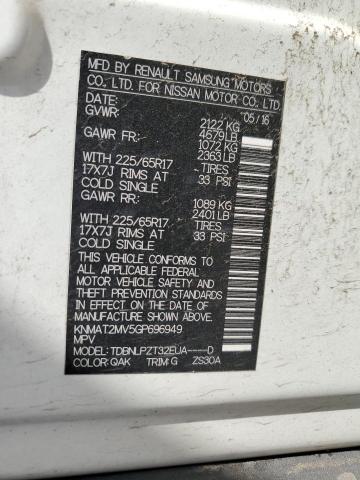 MFD BY RENAULT SAMSUNG MOTORS
CO., LTD. FOR NISSAN MOTOR CO., LTD.
DATE: 05/16
GVWR: 2122 KG
4679 LB
GAWR FR: 1072 KG
2363 LB
WITH 225/65R17 TIRES
17X7J RIMS AT 33 PSI
COLD SINGLE
GAWR RR: 1089 KG
2401 LB
WITH 225/65R17 TIRES
17X7J RIMS AT 33 PSI
COLD SINGLE
THIS VEHICLE CONFORMS TO
ALL APPLICABLE FEDERAL
MOTOR VEHICLE SAFETY
AND THEFT PREVENTION
STANDARDS IN EFFECT ON
THE DATE OF MANUFACTURE
SHOWN ABOVE.
KNMAT2MV5GP696949
MPV
MODEL: TDBNLPZT32EUA----D
COLOR: QAK TRIM: G ZS30A